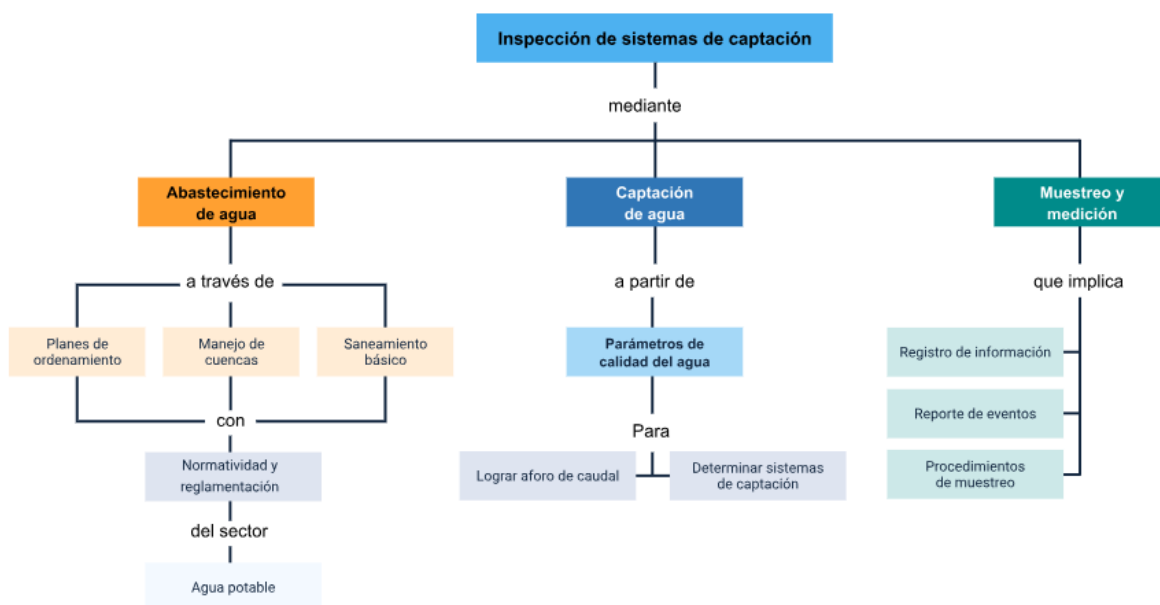 Inspección de sistemas de captación
mediante
Abastecimiento
de agua
Captación
de agua
Muestreo y
medición
a través de
a partir de
que implica
Planes de
ordenamiento
Manejo de
cuencas
Saneamiento
básico
Parámetros de
calidad del agua
Registro de información
Reporte de eventos
con
Para
Normatividad y
reglamentación
Lograr aforo de caudal
Determinar sistemas
de captación
Procedimientos
de muestreo
del sector
Agua potable